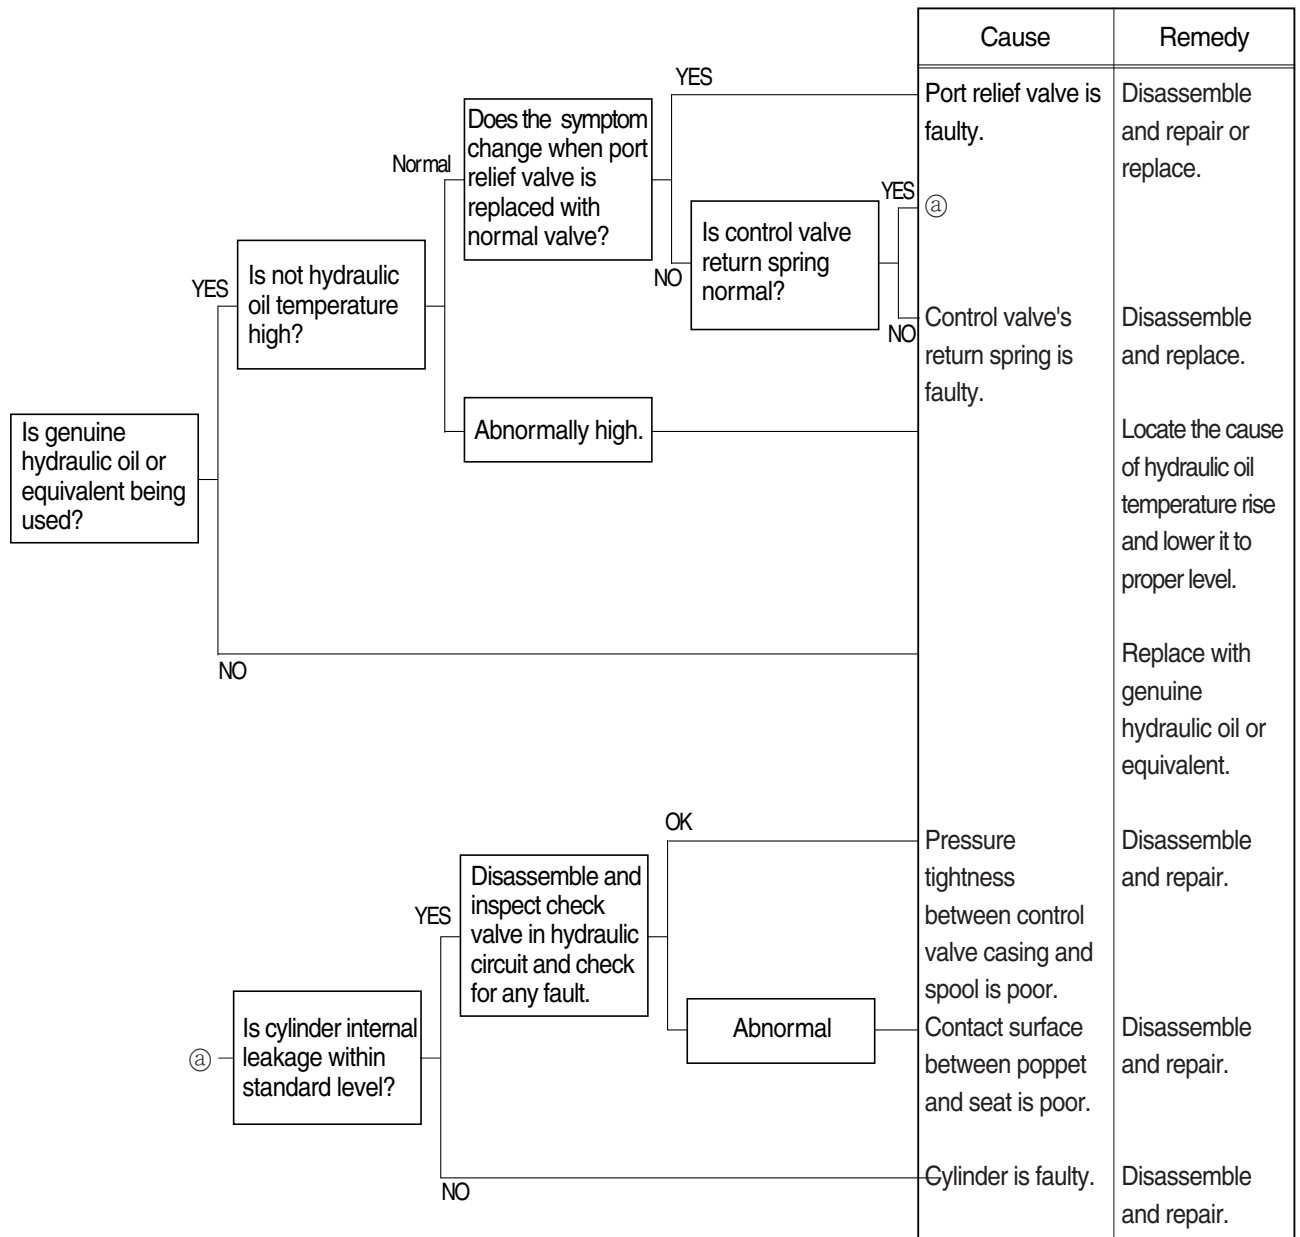 Cause
Remedy
YES
Port relief valve is
faulty.
Disassemble
and repair or
replace.
Does the symptom
change when port
relief valve is
replaced with
normal valve?
Normal
YES
ⓐ
Is control valve
return spring
normal?
NO
YES
Is not hydraulic
oil temperature
high?
NO
Control valve's
return spring is
faulty.
Disassemble
and replace.
Abnormally high.
Locate the cause
of hydraulic oil
temperature rise
and lower it to
proper level.
Is genuine
hydraulic oil or
equivalent being
used?
NO
Replace with
genuine
hydraulic oil or
equivalent.
OK
Pressure
tightness
between control
valve casing and
spool is poor.
Disassemble
and repair.
YES
Disassemble and
inspect check
valve in hydraulic
circuit and check
for any fault.
Abnormal
Contact surface
between poppet
and seat is poor.
Disassemble
and repair.
ⓐ
Is cylinder internal
leakage within
standard level?
NO
Cylinder is faulty.
Disassemble
and repair.